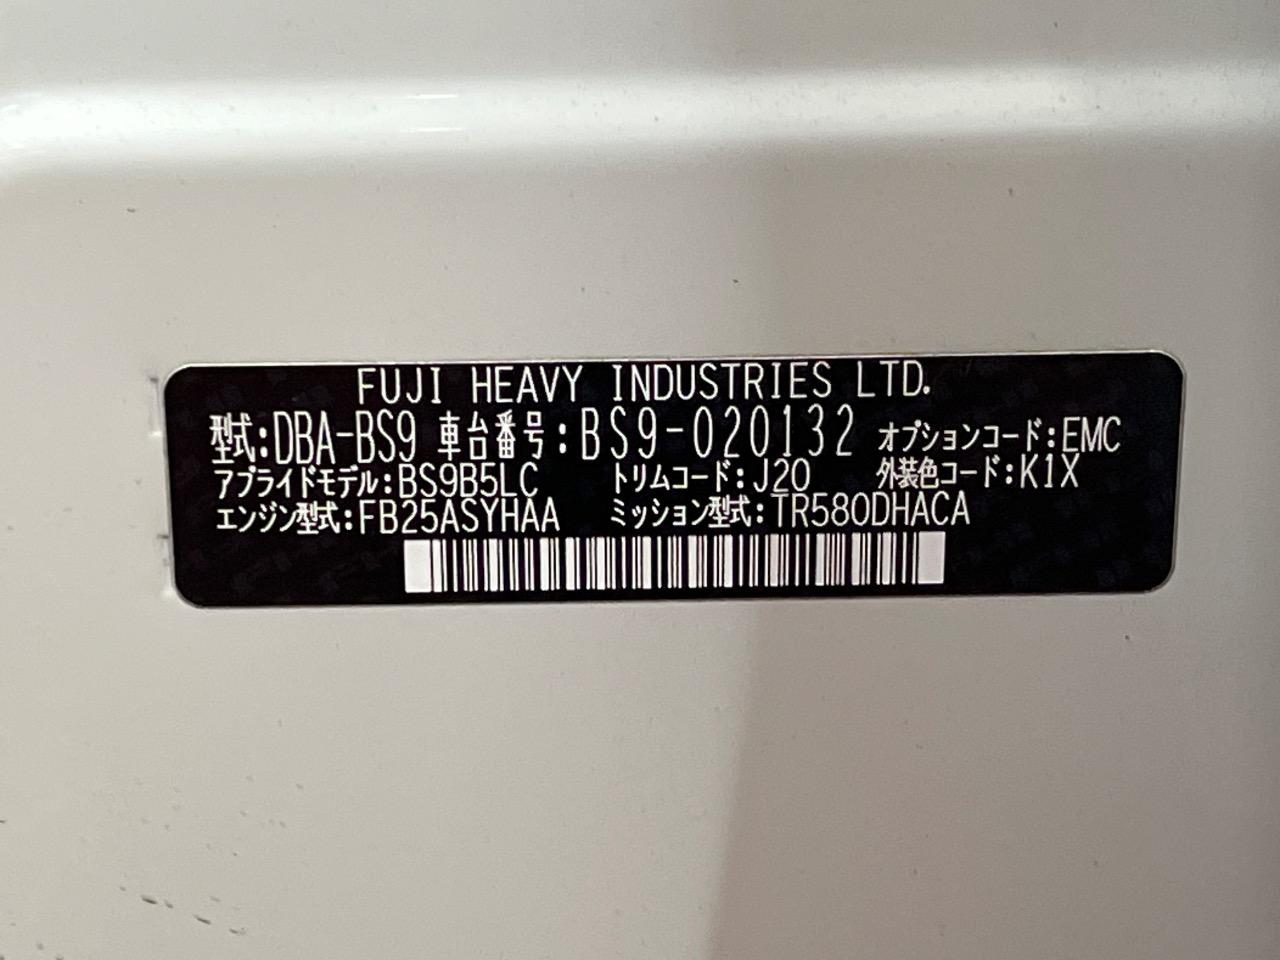 FUJI HEAVY INDUSTRIES LTD.
型式:DBA-BS9 車台番号:BS9-020132 オプションコード:EMC
アプライドモデル:BS9B5LC トリムコード:J20 外装色コード:K1X
エンジン型式:FB25ASYHAA ミッション型式:TR580DHACA